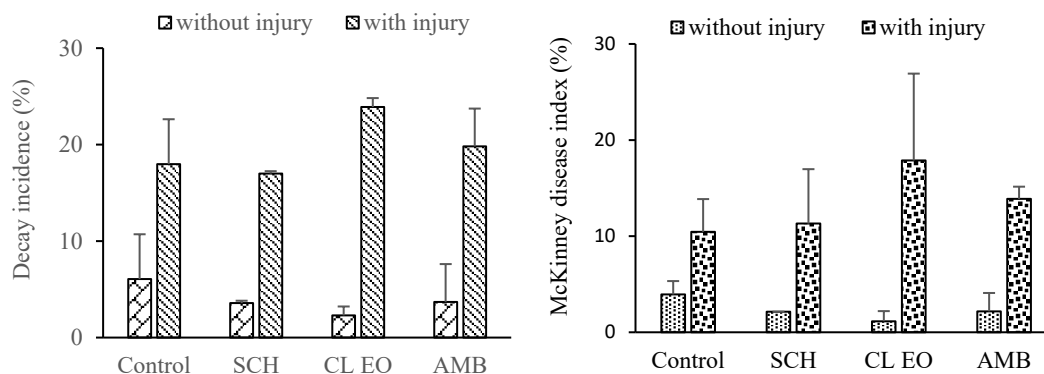 without injury with injury
Decay incidence (%)
30
20
10
0
Control SCH CL EO AMB
without injury with injury
McKinney disease index (%)
30
20
10
0
Control SCH CL EO AMB